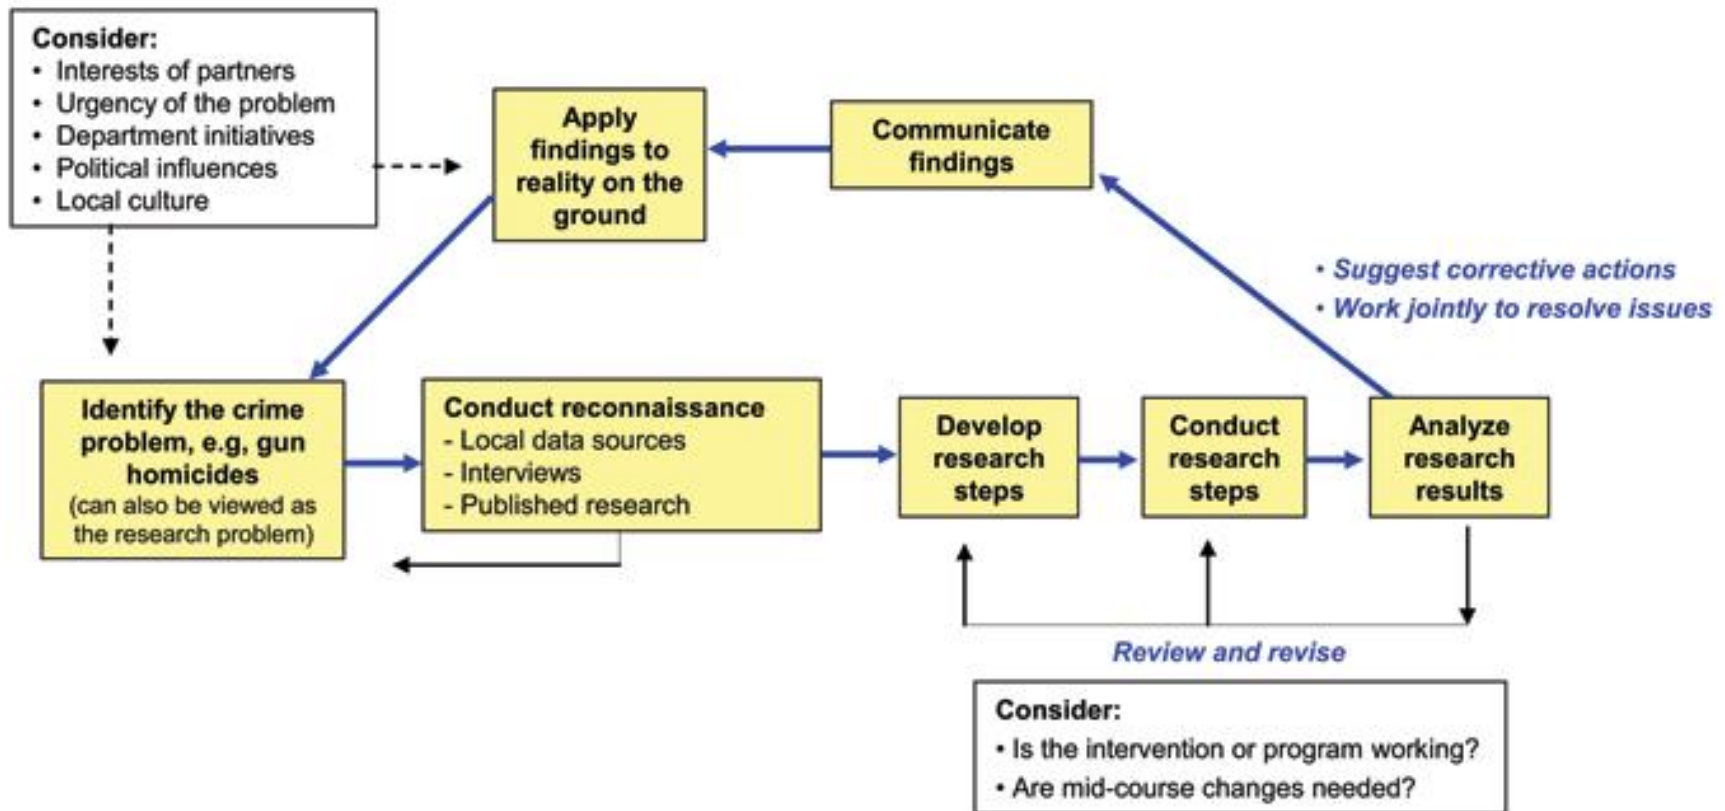 Consider:
• Interests of partners
• Urgency of the problem
• Department initiatives
• Political influences
• Local culture
Apply
findings to
reality on the
ground
Communicate
findings
• Suggest corrective actions
• Work jointly to resolve issues
Identify the crime
problem, e.g, gun
homicides
(can also be viewed as
the research problem)
Conduct reconnaissance
- Local data sources
- Interviews
- Published research
Develop
research
steps
Conduct
research
steps
Analyze
research
results
Review and revise
Consider:
• Is the intervention or program working?
• Are mid-course changes needed?